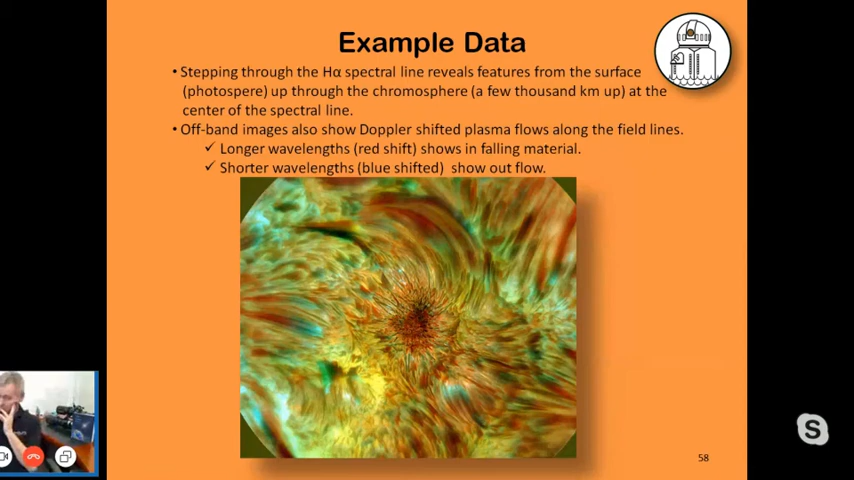 Example Data
• Stepping through the Hα spectral line reveals features from the surface
(photospere) up through the chromosphere (a few thousand km up) at the
center of the spectral line.
• Off-band images also show Doppler shifted plasma flows along the field lines.
✓ Longer wavelengths (red shift) shows in falling material.
✓ Shorter wavelengths (blue shifted) show out flow.
S
58